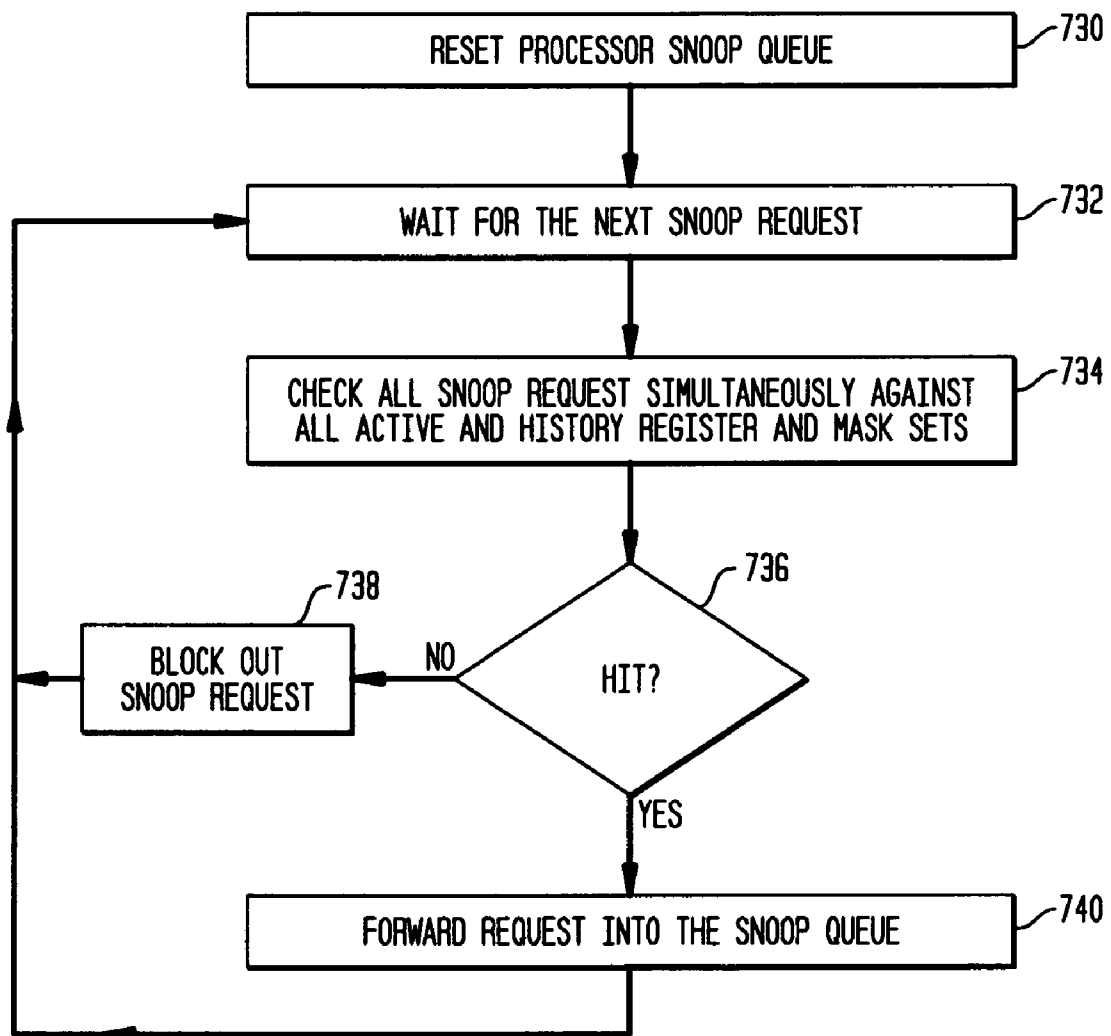 RESET PROCESSOR SNOOP QUEUE
730
WAIT FOR THE NEXT SNOOP REQUEST
732
CHECK ALL SNOOP REQUEST SIMULTANEOUSLY AGAINST
ALL ACTIVE AND HISTORY REGISTER AND MASK SETS
734
HIT?
736
NO
BLOCK OUT
SNOOP REQUEST
738
YES
FORWARD REQUEST INTO THE SNOOP QUEUE
740